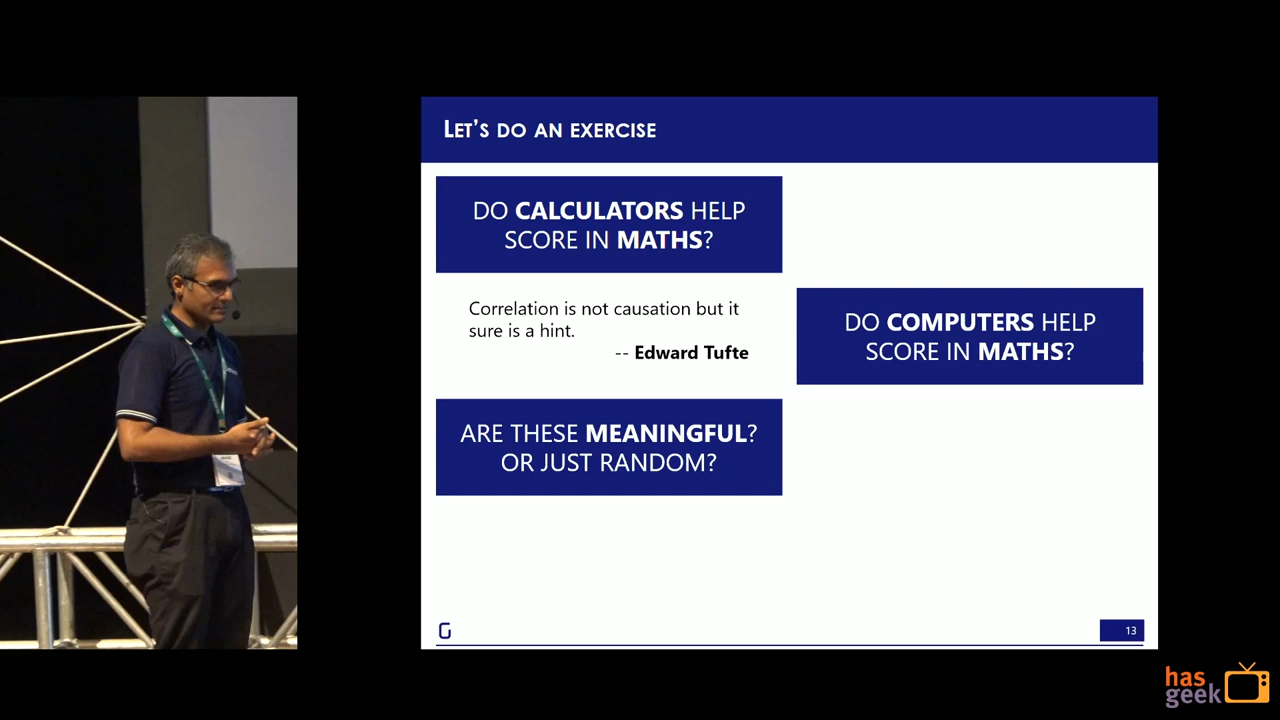 LET'S DO AN EXERCISE
DO CALCULATORS HELP
SCORE IN MATHS?
Correlation is not causation but it
sure is a hint.
-- Edward Tufte
DO COMPUTERS HELP
SCORE IN MATHS?
ARE THESE MEANINGFUL?
OR JUST RANDOM?
13
has
geek